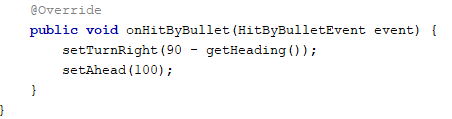 @Override
public void onHitByBullet(HitByBulletEvent event) {
setTurnRight(90 - getHeading());
setAhead(100);
}
}